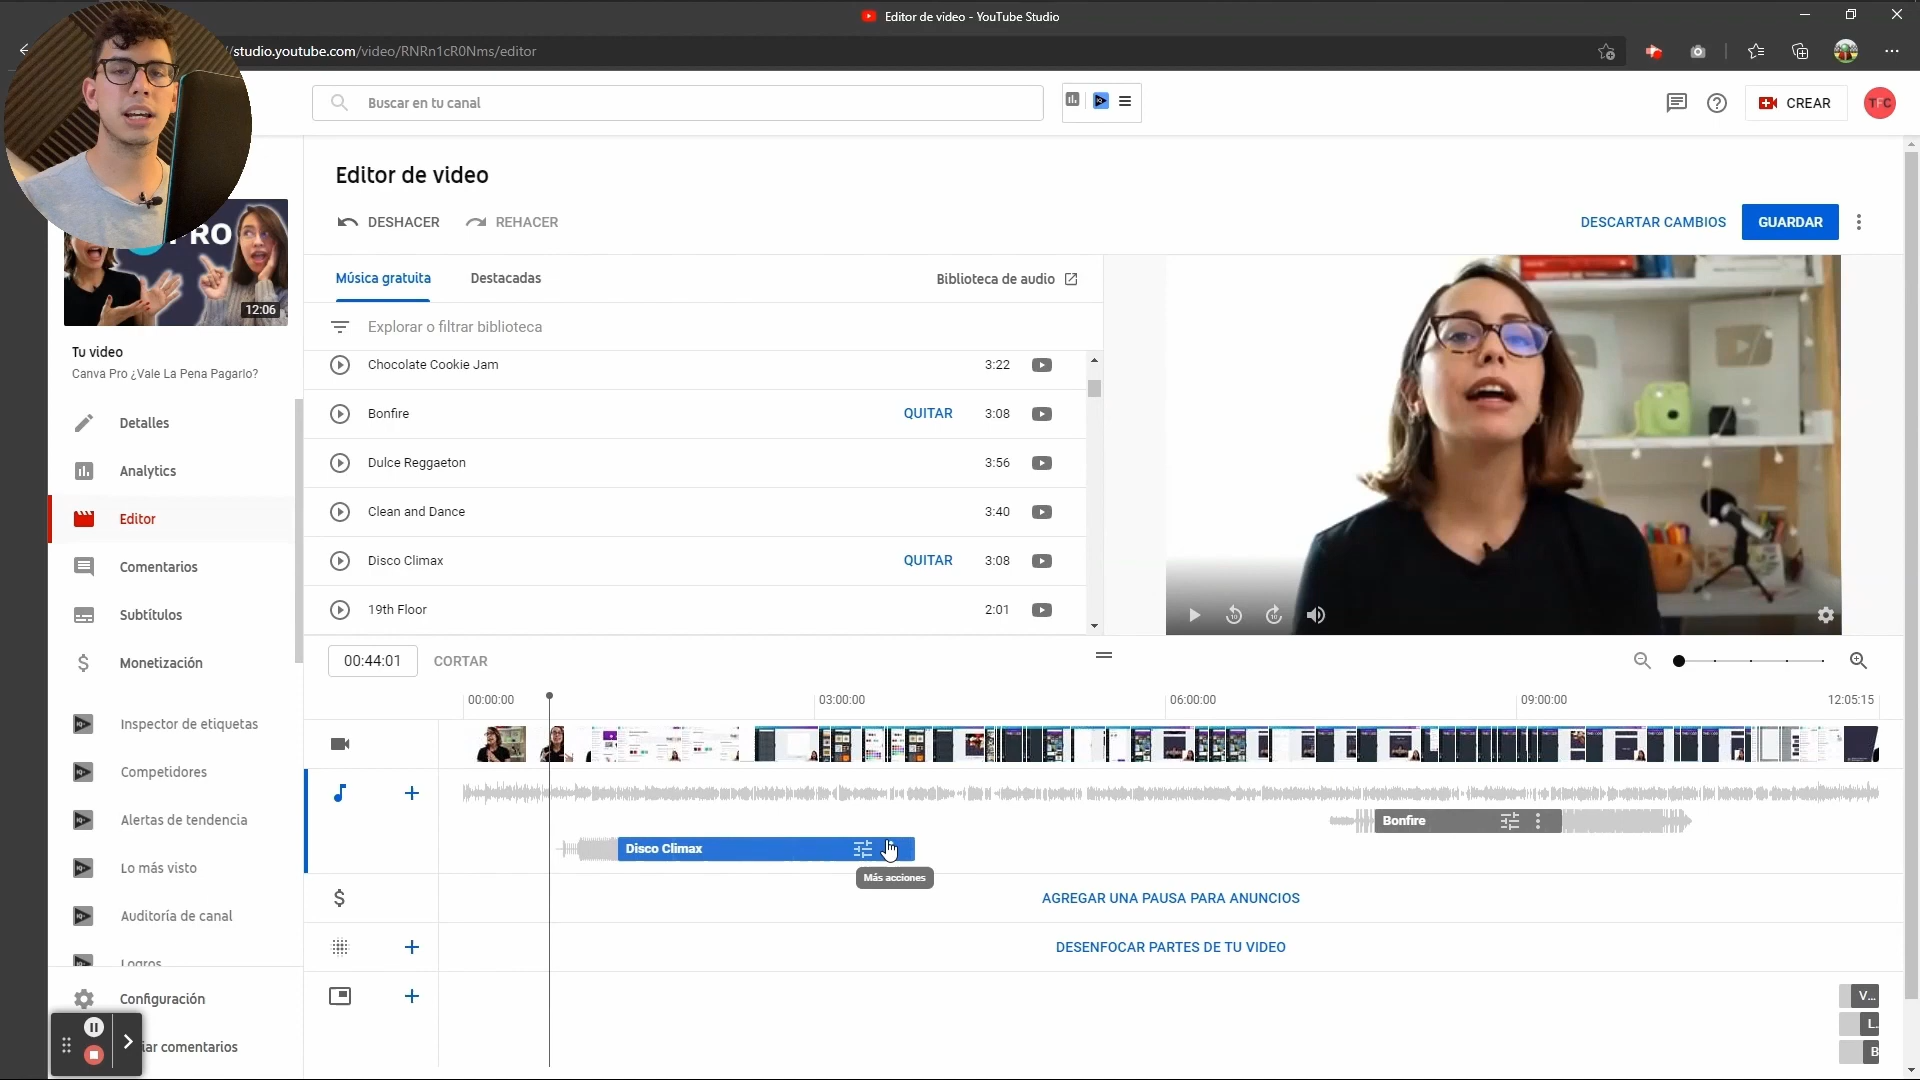 Editor de video - YouTube Studio
studio.youtube.com/video/RNRn1cR0Nms/editor
Buscar en tu canal
CREAR
TFC
Editor de video
DESHACER
REHACER
DESCARTAR CAMBIOS
GUARDAR
PRO
12:06
Tu video
Canva Pro ¿Vale La Pena Pagarlo?
Detalles
Analytics
Editor
Comentarios
Subtítulos
Monetización
Inspector de etiquetas
Competidores
Alertas de tendencia
Lo más visto
Auditoría de canal
Logros
Configuración
iar comentarios
Música gratuita
Destacadas
Biblioteca de audio
Explorar o filtrar biblioteca
Chocolate Cookie Jam 3:22
Bonfire QUITAR 3:08
Dulce Reggaeton 3:56
Clean and Dance 3:40
Disco Climax QUITAR 3:08
19th Floor 2:01
00:44:01
CORTAR
00:00:00
03:00:00
06:00:00
09:00:00
12:05:15
Bonfire
Disco Climax
Más acciones
AGREGAR UNA PAUSA PARA ANUNCIOS
DESENFOCAR PARTES DE TU VIDEO
V...
L.
B